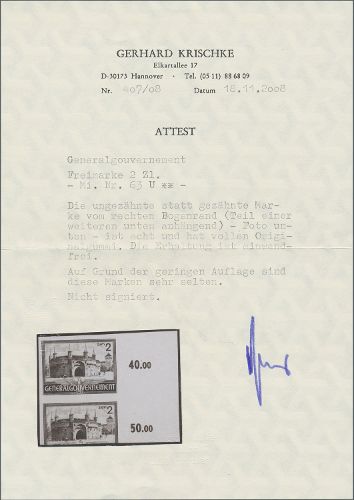 GERHARD KRISCHKE
Elkartallee 17
D-30173 Hannover · Tel. (05 11) 88 68 09
Nr. 407/08 Datum 18.11.2008
ATTEST
Generalgouvernement
Freimarke 2 Zl.
- Mi. Nr. 63 U ** -
Die ungezähnte statt gezähnte Mar-
ke vom rechten Bogenrand (Teil einer
weiteren unten anhängend) - Foto un-
ten - ist echt und hat vollen Origi-
nalgummi. Die Erhaltung ist einwand-
frei.
Auf Grund der geringen Auflage sind
diese Marken sehr selten.
Nicht signiert.
2
40.00
GENERALGOUVERNEMENT
2
50.00